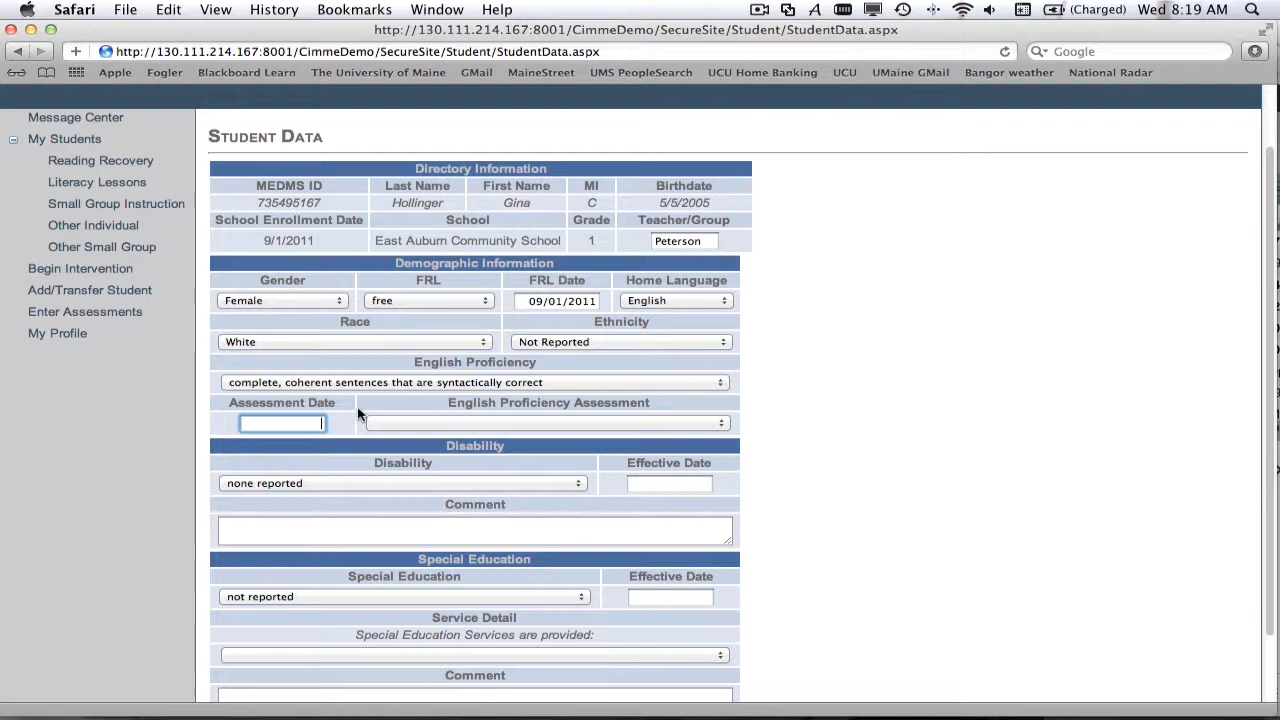 Safari File Edit View History Bookmarks Window Help (Charged) Wed 8:19 AM
http://130.111.214.167:8001/CimmeDemo/SecureSite/Student/StudentData.aspx
http://130.111.214.167:8001/CimmeDemo/SecureSite/Student/StudentData.aspx Google
Apple Fogler Blackboard Learn The University of Maine GMail MaineStreet UMS PeopleSearch UCU Home Banking UCU UMaine GMail Bangor weather National Radar
Message Center
My Students
Reading Recovery
Literacy Lessons
Small Group Instruction
Other Individual
Other Small Group
Begin Intervention
Add/Transfer Student
Enter Assessments
My Profile
STUDENT DATA
Directory Information
MEDMS ID Last Name First Name MI Birthdate
735495167 Hollinger Gina C 5/5/2005
School Enrollment Date School Grade Teacher/Group
9/1/2011 East Auburn Community School 1 Peterson
Demographic Information
Gender FRL FRL Date Home Language
Female free 09/01/2011 English
Race Ethnicity
White Not Reported
English Proficiency
complete, coherent sentences that are syntactically correct
Assessment Date English Proficiency Assessment
Disability
Disability Effective Date
none reported
Comment
Special Education
Special Education Effective Date
not reported
Service Detail
Special Education Services are provided:
Comment